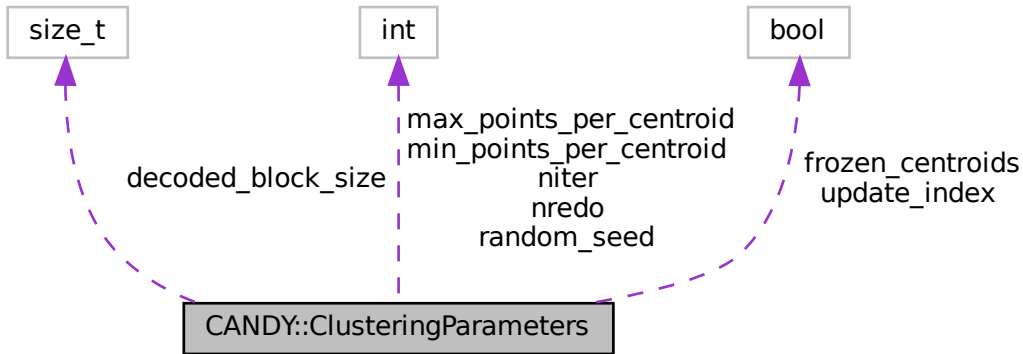 size_t
int
bool
decoded_block_size
max_points_per_centroid
min_points_per_centroid
niter
nredo
random_seed
frozen_centroids
update_index
CANDY::ClusteringParameters